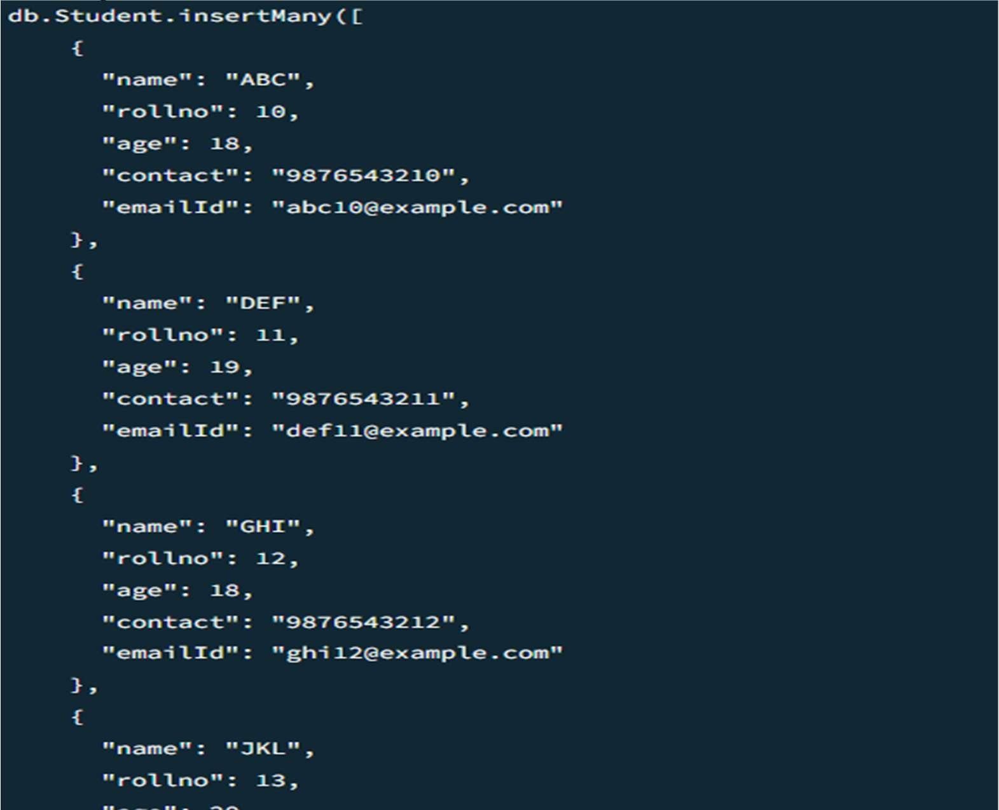 db.Student.insertMany([
{
"name": "ABC",
"rollno": 10,
"age": 18,
"contact": "9876543210",
"emailId": "abc10@example.com"
},
{
"name": "DEF",
"rollno": 11,
"age": 19,
"contact": "9876543211",
"emailId": "def11@example.com"
},
{
"name": "GHI",
"rollno": 12,
"age": 18,
"contact": "9876543212",
"emailId": "ghi12@example.com"
},
{
"name": "JKL",
"rollno": 13,